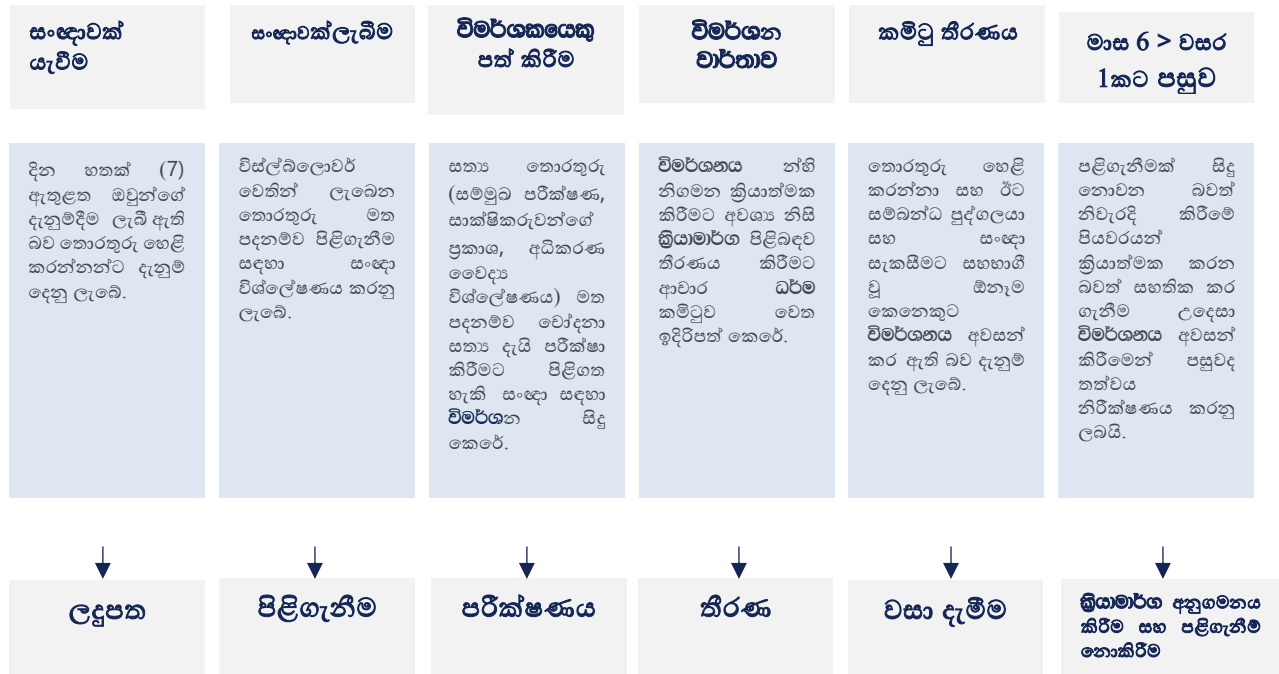 සංඥාවක්
යැවීම
සංඥාවක්ලැබීම
විමර්ශකයෙකු
පත් කිරීම
විමර්ශන
වාර්තාව
කමිටු තීරණය
මාස 6 > වසර
1කට පසුව
දින හතක් (7)
ඇතුළත ඔවුන්ගේ
දැනුම්දීම ලැබී ඇති
බව තොරතුරු හෙළි
කරන්නන්ට දැනුම්
දෙනු ලැබේ.
විස්ල්බ්ලොවර්
වෙතින් ලැබෙන
තොරතුරු මත
පදනම්ව පිළිගැනීම
සඳහා සංඥා
විශ්ලේෂණය කරනු
ලැබේ.
සත්‍ය තොරතුරු
(සම්මුඛ පරීක්ෂණ,
සාක්ෂිකරුවන්ගේ
ප්‍රකාශ, අධිකරණ
වෛද්‍ය
විශ්ලේෂණය) මත
පදනම්ව චෝදනා
සත්‍ය දැයි පරීක්ෂා
කිරීමට පිළිගත
හැකි සංඥා සඳහා
විමර්ශන සිදු
කෙරේ.
විමර්ශනය න්හි
නිගමන ක්‍රියාත්මක
කිරීමට අවශ්‍ය නිසි
ක්‍රියාමාර්ග පිළිබඳව
තීරණය කිරීමට
ආචාර ධර්ම
කමිටුව වෙත
ඉදිරිපත් කෙරේ.
තොරතුරු හෙළි
කරන්නා සහ ඊට
සම්බන්ධ පුද්ගලයා
සහ සංඥා
සැකසීමට සහභාගී
වූ ඕනෑම
කෙනෙකුට
විමර්ශනය අවසන්
කර ඇති බව දැනුම්
දෙනු ලැබේ.
පළිගැනීමක් සිදු
නොවන බවත්
නිවැරදි කිරීමේ
පියවරයන්
ක්‍රියාත්මක කරන
බවත් සහතික කර
ගැනීම උදෙසා
විමර්ශනය අවසන්
කිරීමෙන් පසුවද
තත්වය
නිරීක්ෂණය කරනු
ලබයි.
ලදුපත
පිළිගැනීම
පරීක්ෂණය
තීරණ
වසා දැමීම
ක්‍රියාමාර්ග අනුගමනය
කිරීම සහ පළිගැනීම්
නොකිරීම